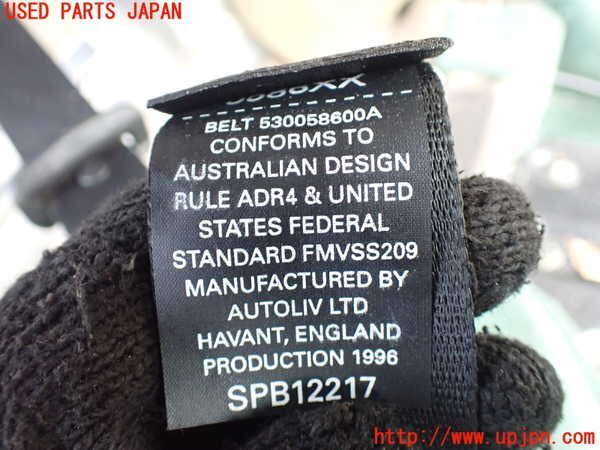 USED PARTS JAPAN
BELT 530058600A
CONFORMS TO
AUSTRALIAN DESIGN
RULE ADR4 & UNITED
STATES FEDERAL
STANDARD FMVSS209
MANUFACTURED BY
AUTOLIV LTD
HAVANT, ENGLAND
PRODUCTION 1996
SPB12217
http://www.upjpn.com/